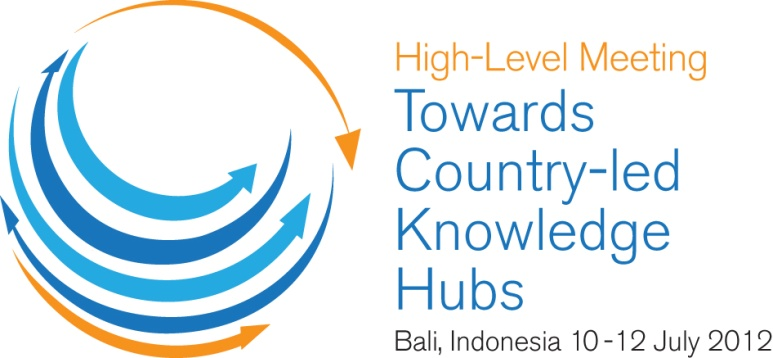 High-Level Meeting
Towards
Country-led
Knowledge
Hubs
Bali, Indonesia 10-12 July 2012